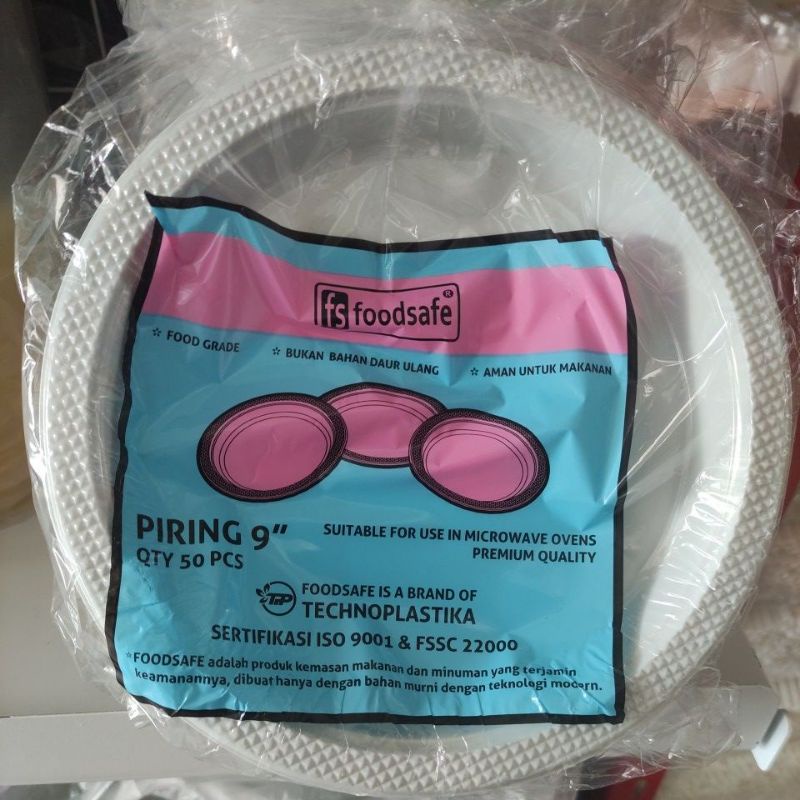 fs foodsafe®
☆ FOOD GRADE ☆ BUKAN BAHAN DAUR ULANG ☆ AMAN UNTUK MAKANAN
PIRING 9"
QTY 50 PCS
SUITABLE FOR USE IN MICROWAVE OVENS
PREMIUM QUALITY
TP FOODSAFE IS A BRAND OF
TECHNOPLASTIKA
SERTIFIKASI ISO 9001 & FSSC 22000
*FOODSAFE adalah produk kemasan makanan dan minuman yang terjamin
keamanannya, dibuat hanya dengan bahan murni dengan teknologi modern.